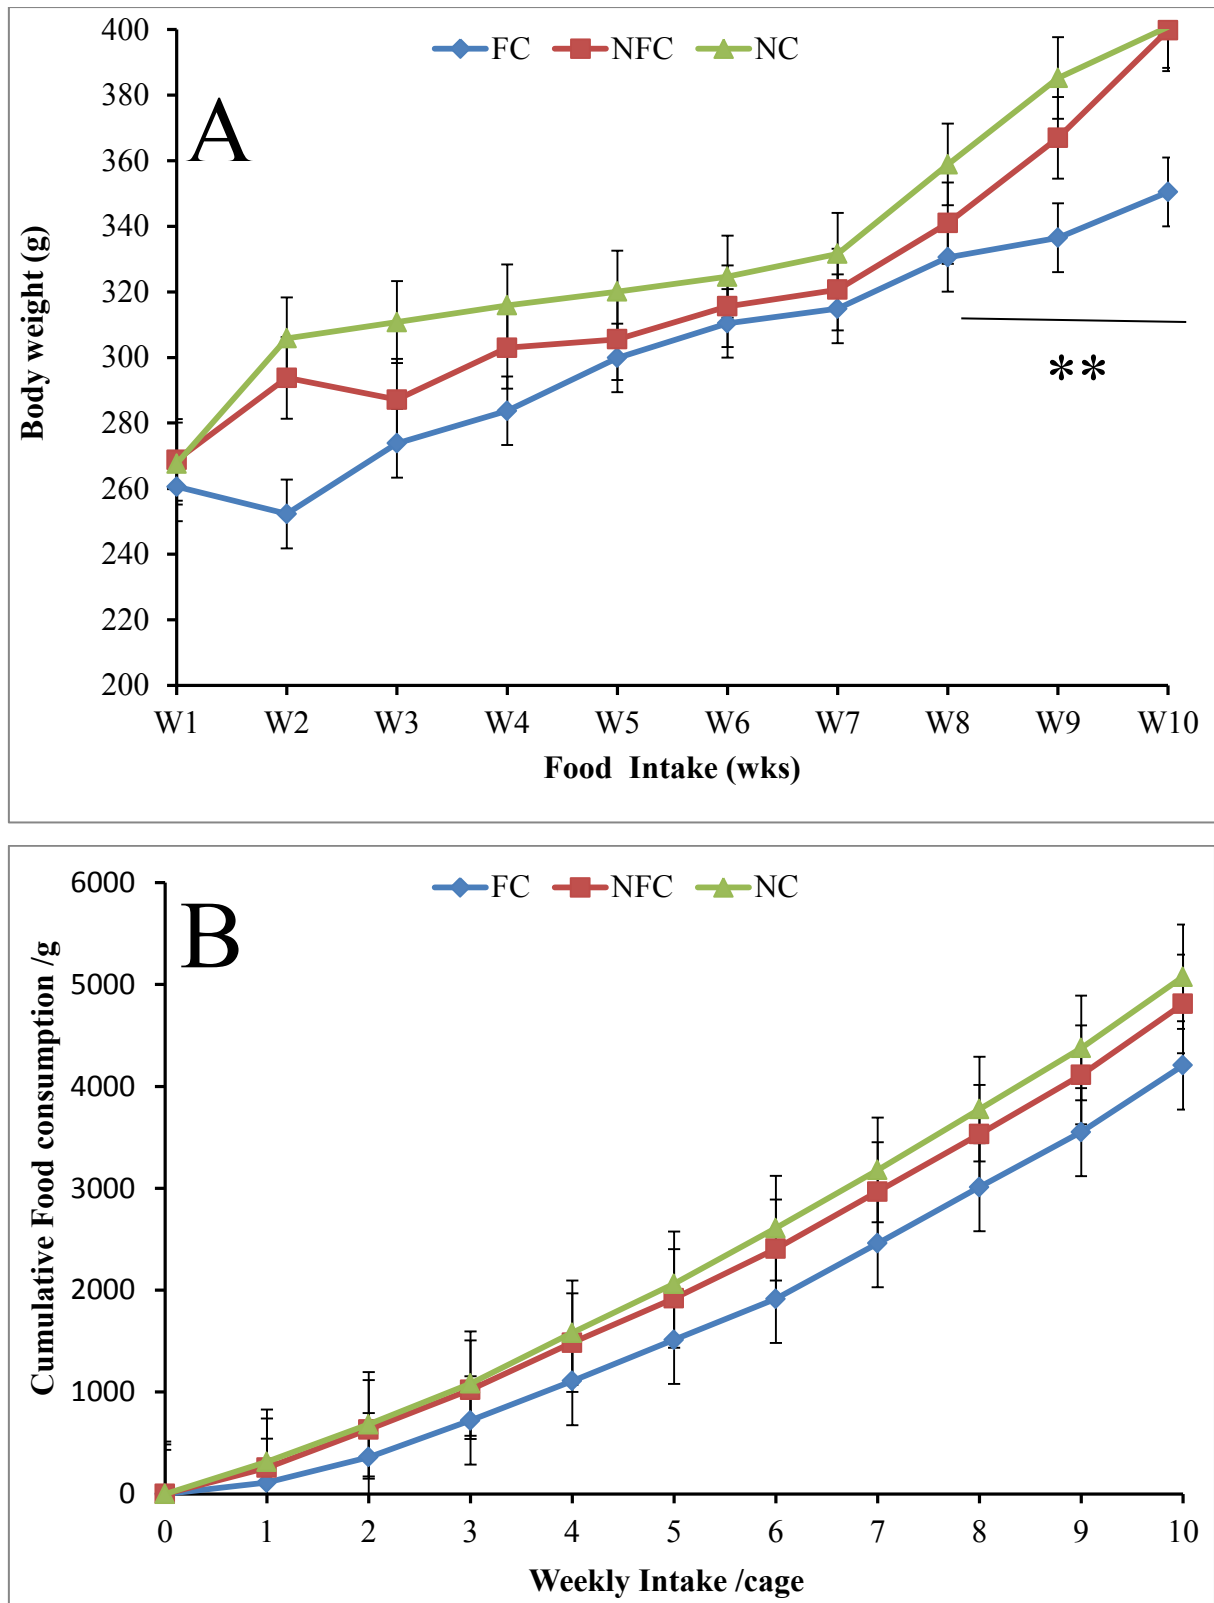 400 FC NFC NC
380
A
360
340
320
300
**
280
260
240
220
200
Body weight (g)
W1 W2 W3 W4 W5 W6 W7 W8 W9 W10
Food Intake (wks)
6000 FC NFC NC
B
5000
4000
3000
2000
1000
0
Cumulative Food consumption /g
0 1 2 3 4 5 6 7 8 9 10
Weekly Intake /cage